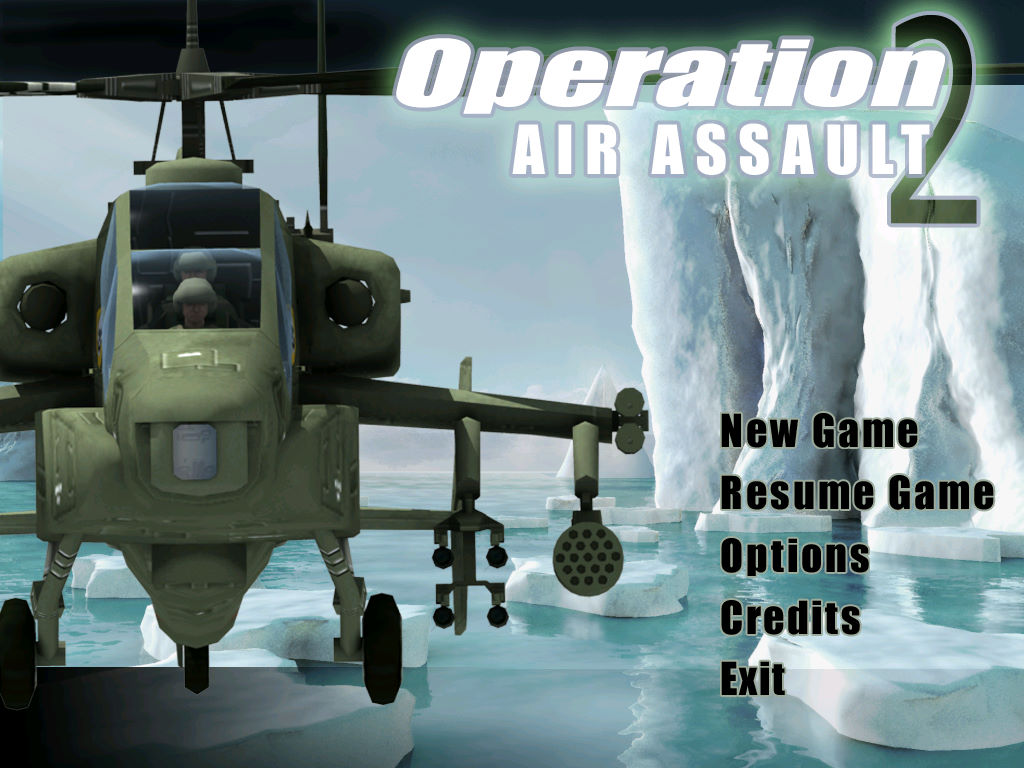 Operation 2
AIR ASSAULT
New Game
Resume Game
Options
Credits
Exit